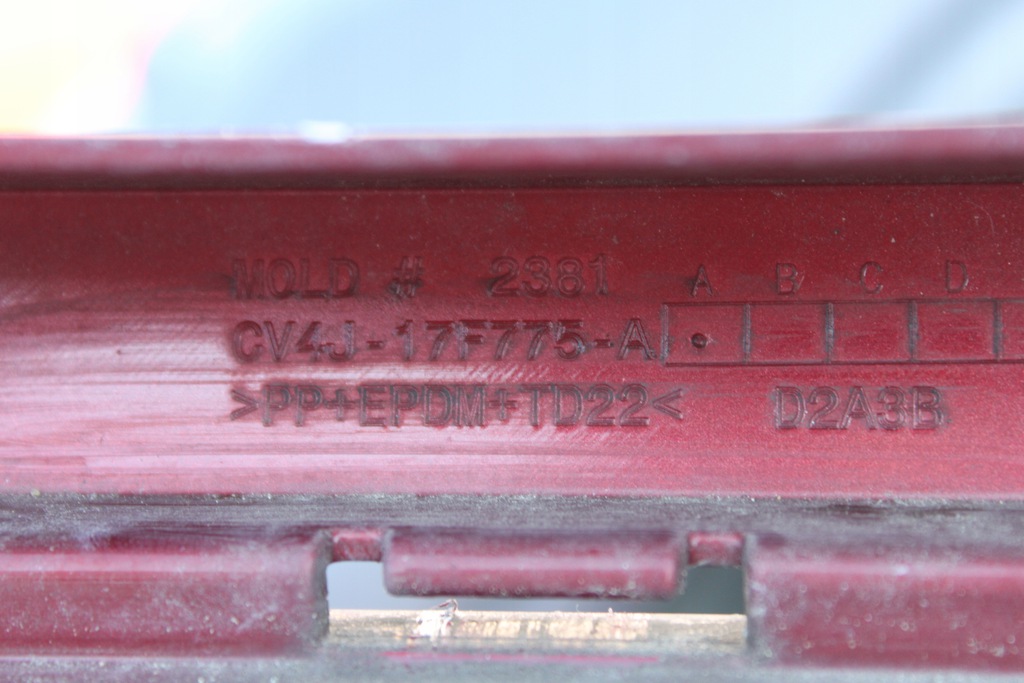 MOLD # 2381 A B C D
CV4J-17F775-A
>PP+EPDM+TD22< D2A3B